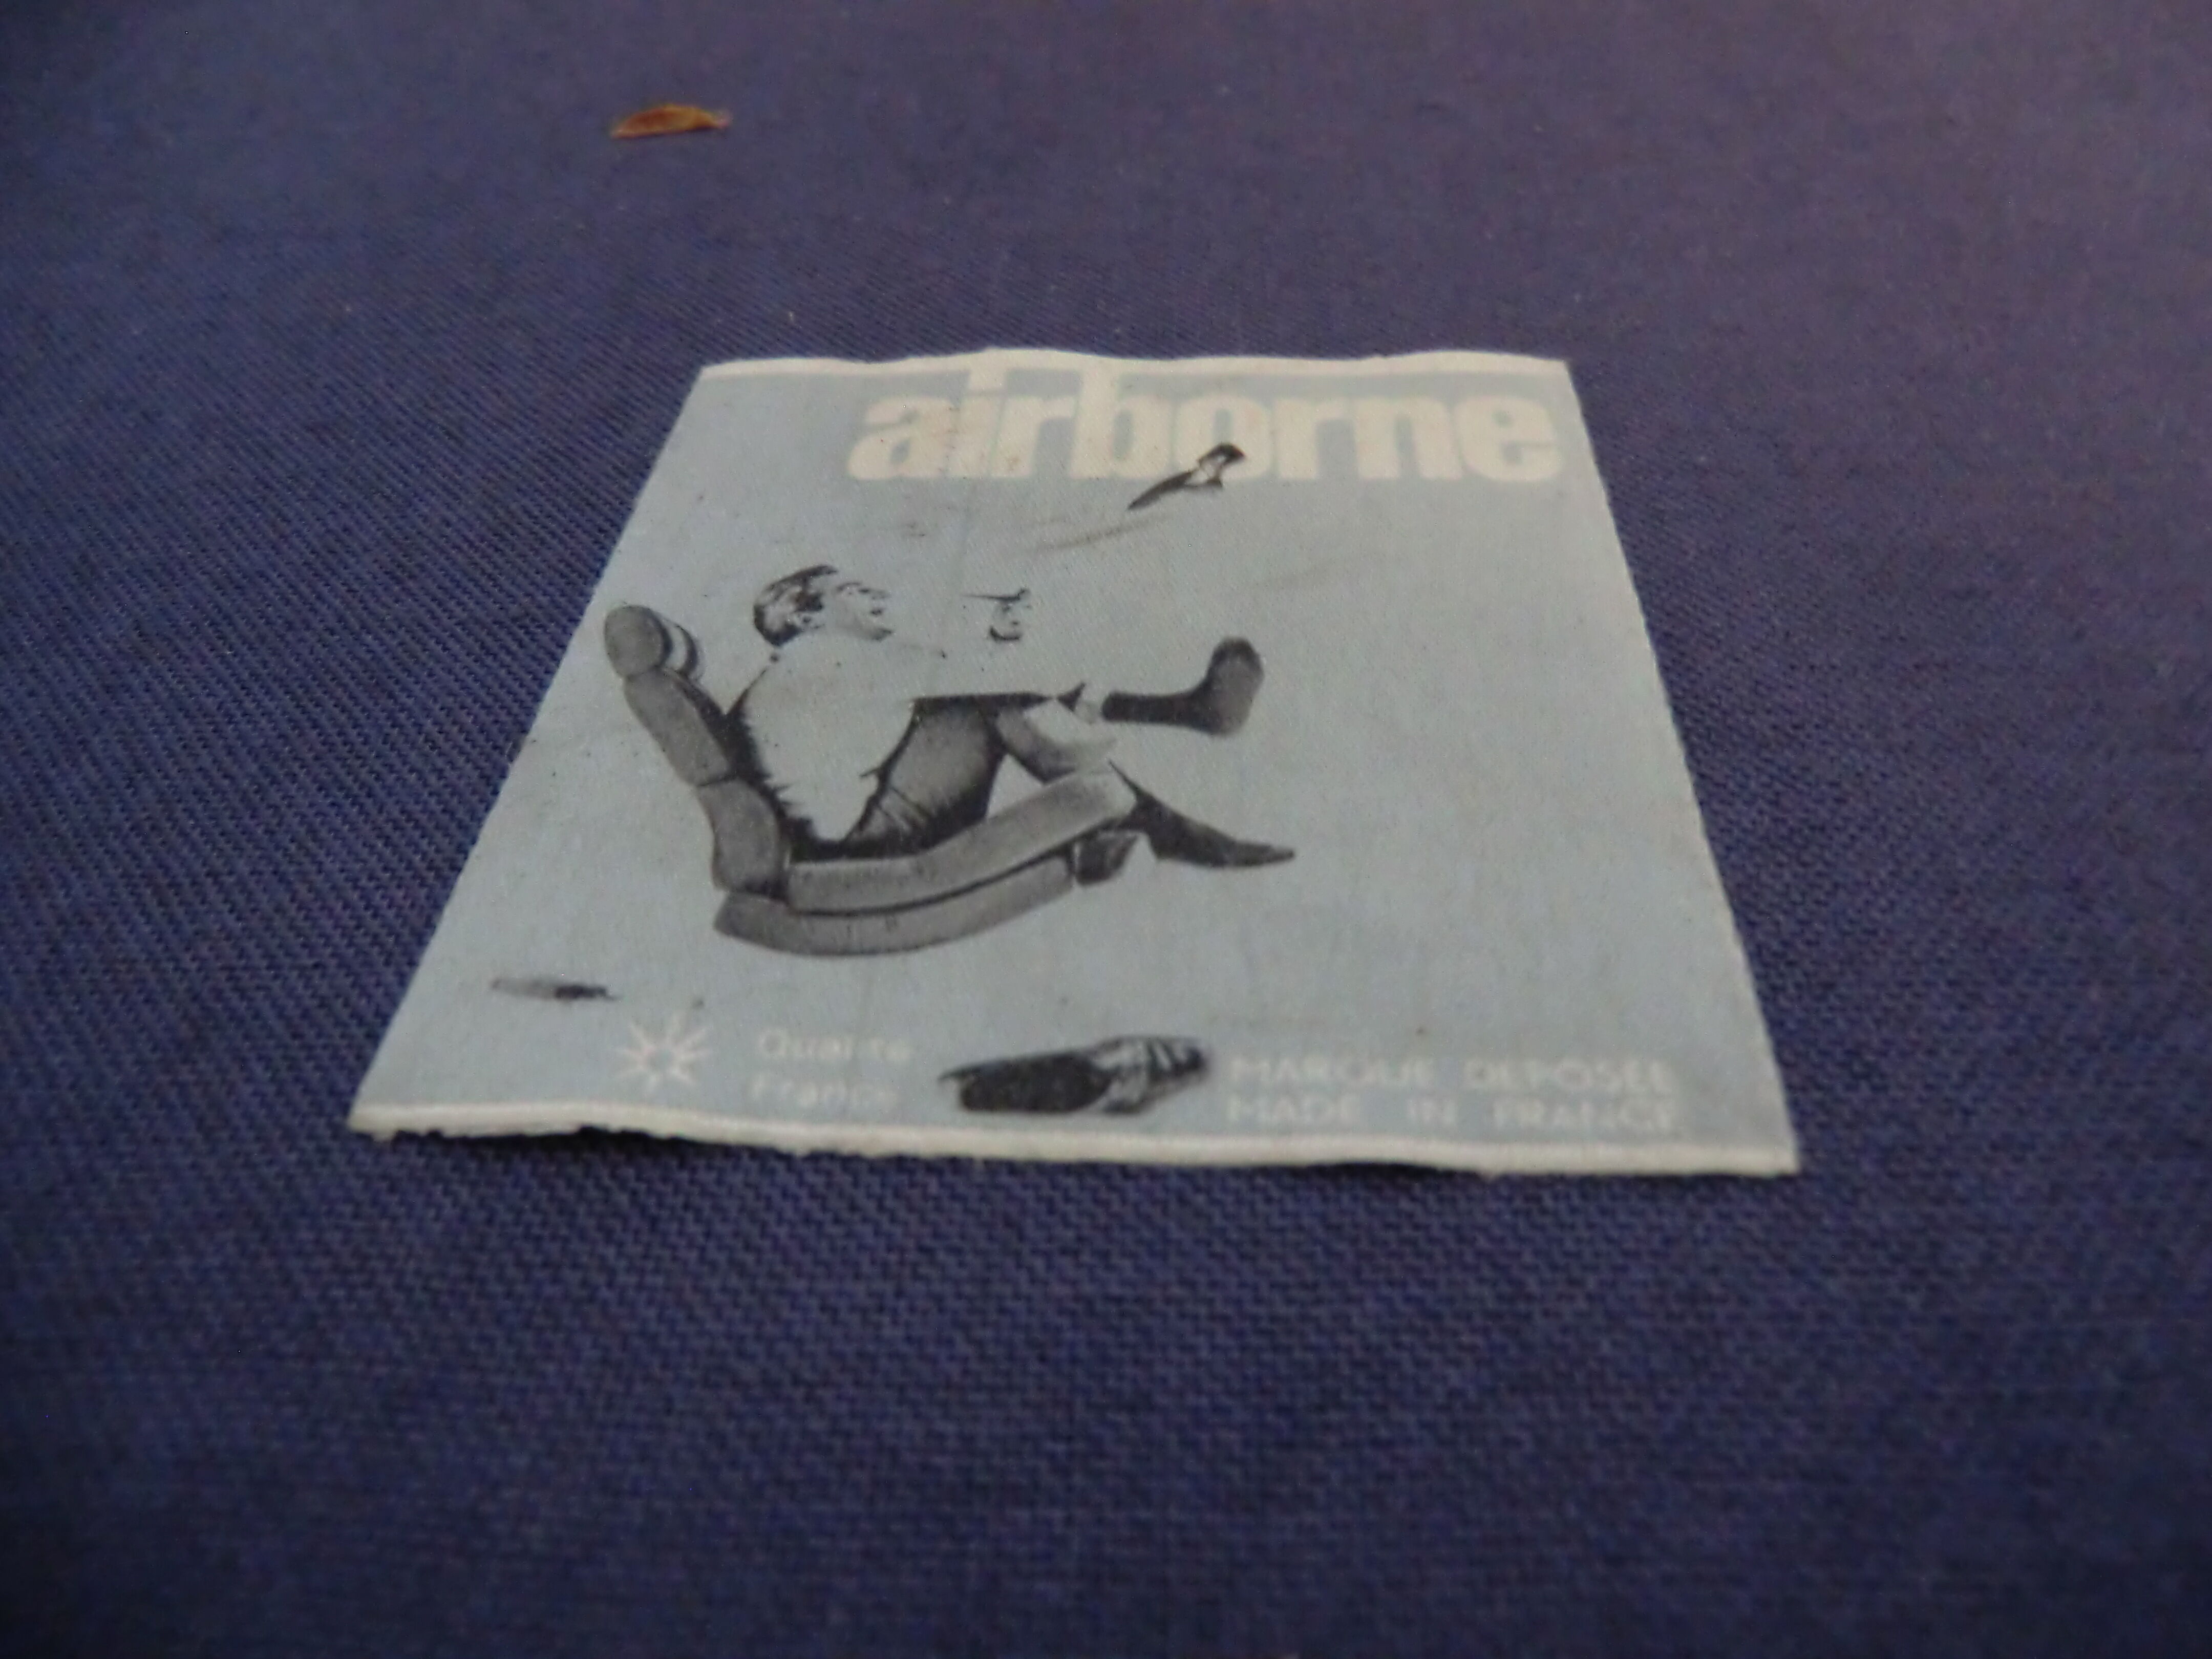 airborne
Qualité
France
MARQUE DEPOSEE
MADE IN FRANCE